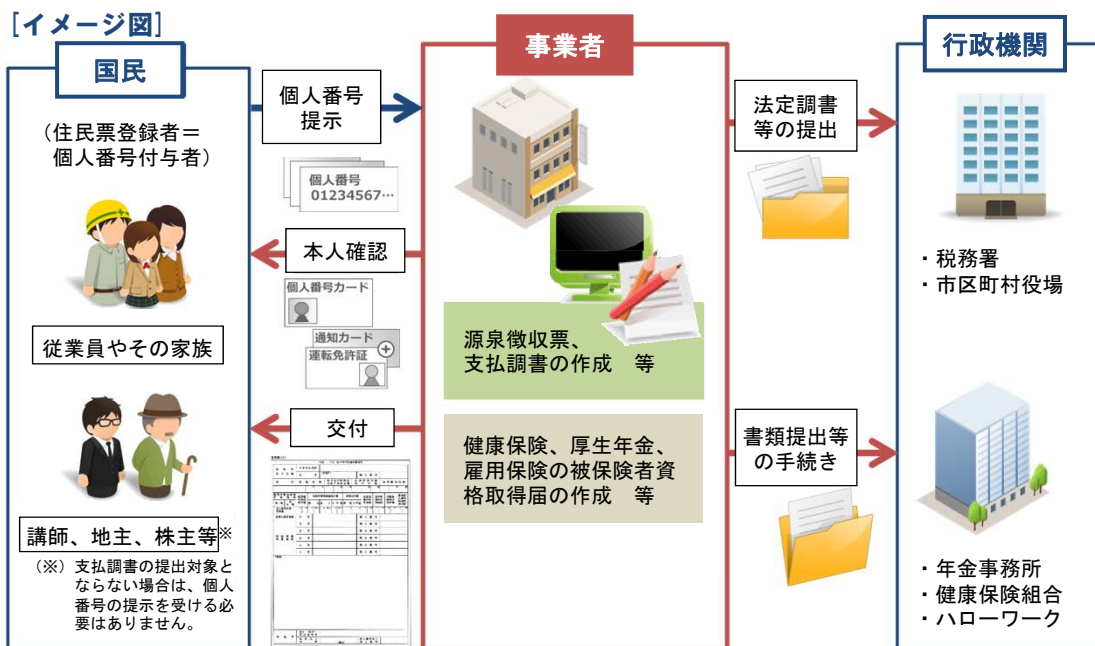 [イメージ図]
国民
(住民票登録者=
個人番号付与者)
従業員やその家族
講師、地主、株主等※
(※) 支払調書の提出対象と
ならない場合は、個人
番号の提示を受ける必
要はありません。
個人番号
提示
個人番号
01234567…
本人確認
個人番号カード
通知カード
運転免許証
交付
事業者
源泉徴収票、
支払調書の作成 等
健康保険、厚生年金、
雇用保険の被保険者資
格取得届の作成 等
法定調書
等の提出
書類提出等
の手続き
行政機関
・税務署
・市区町村役場
・年金事務所
・健康保険組合
・ハローワーク